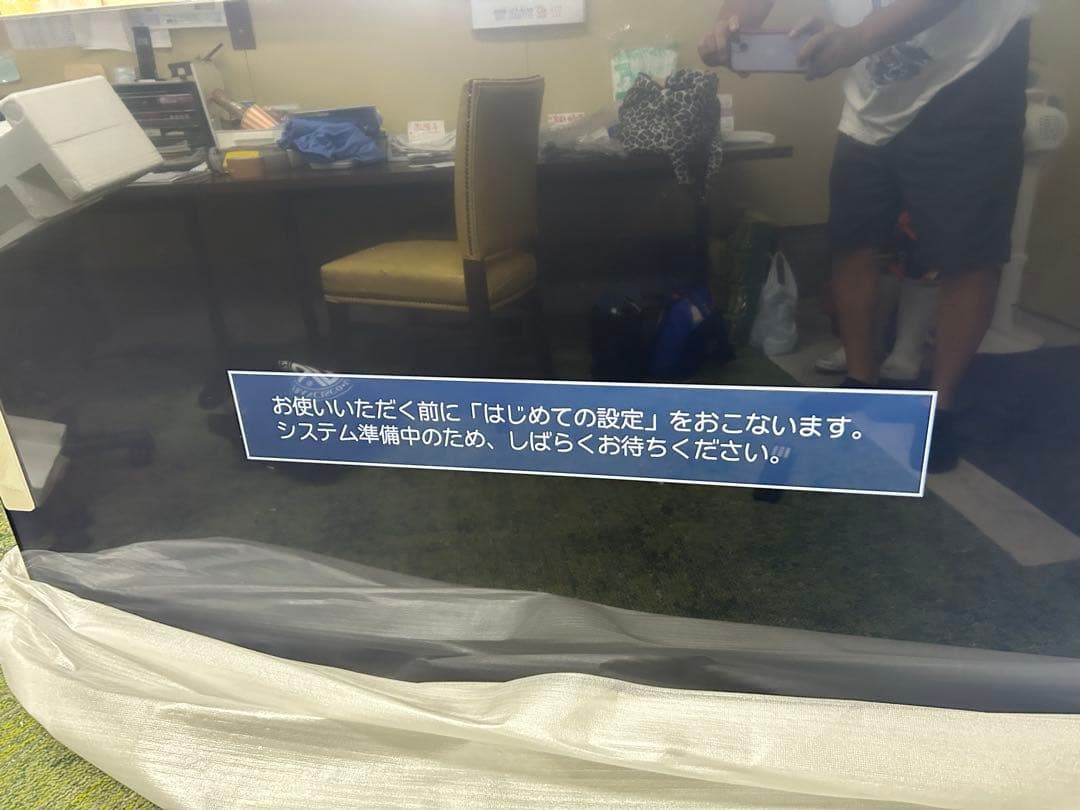 お使いいただく前に「はじめての設定」をおこないます。
システム準備中のため、しばらくお待ちください。